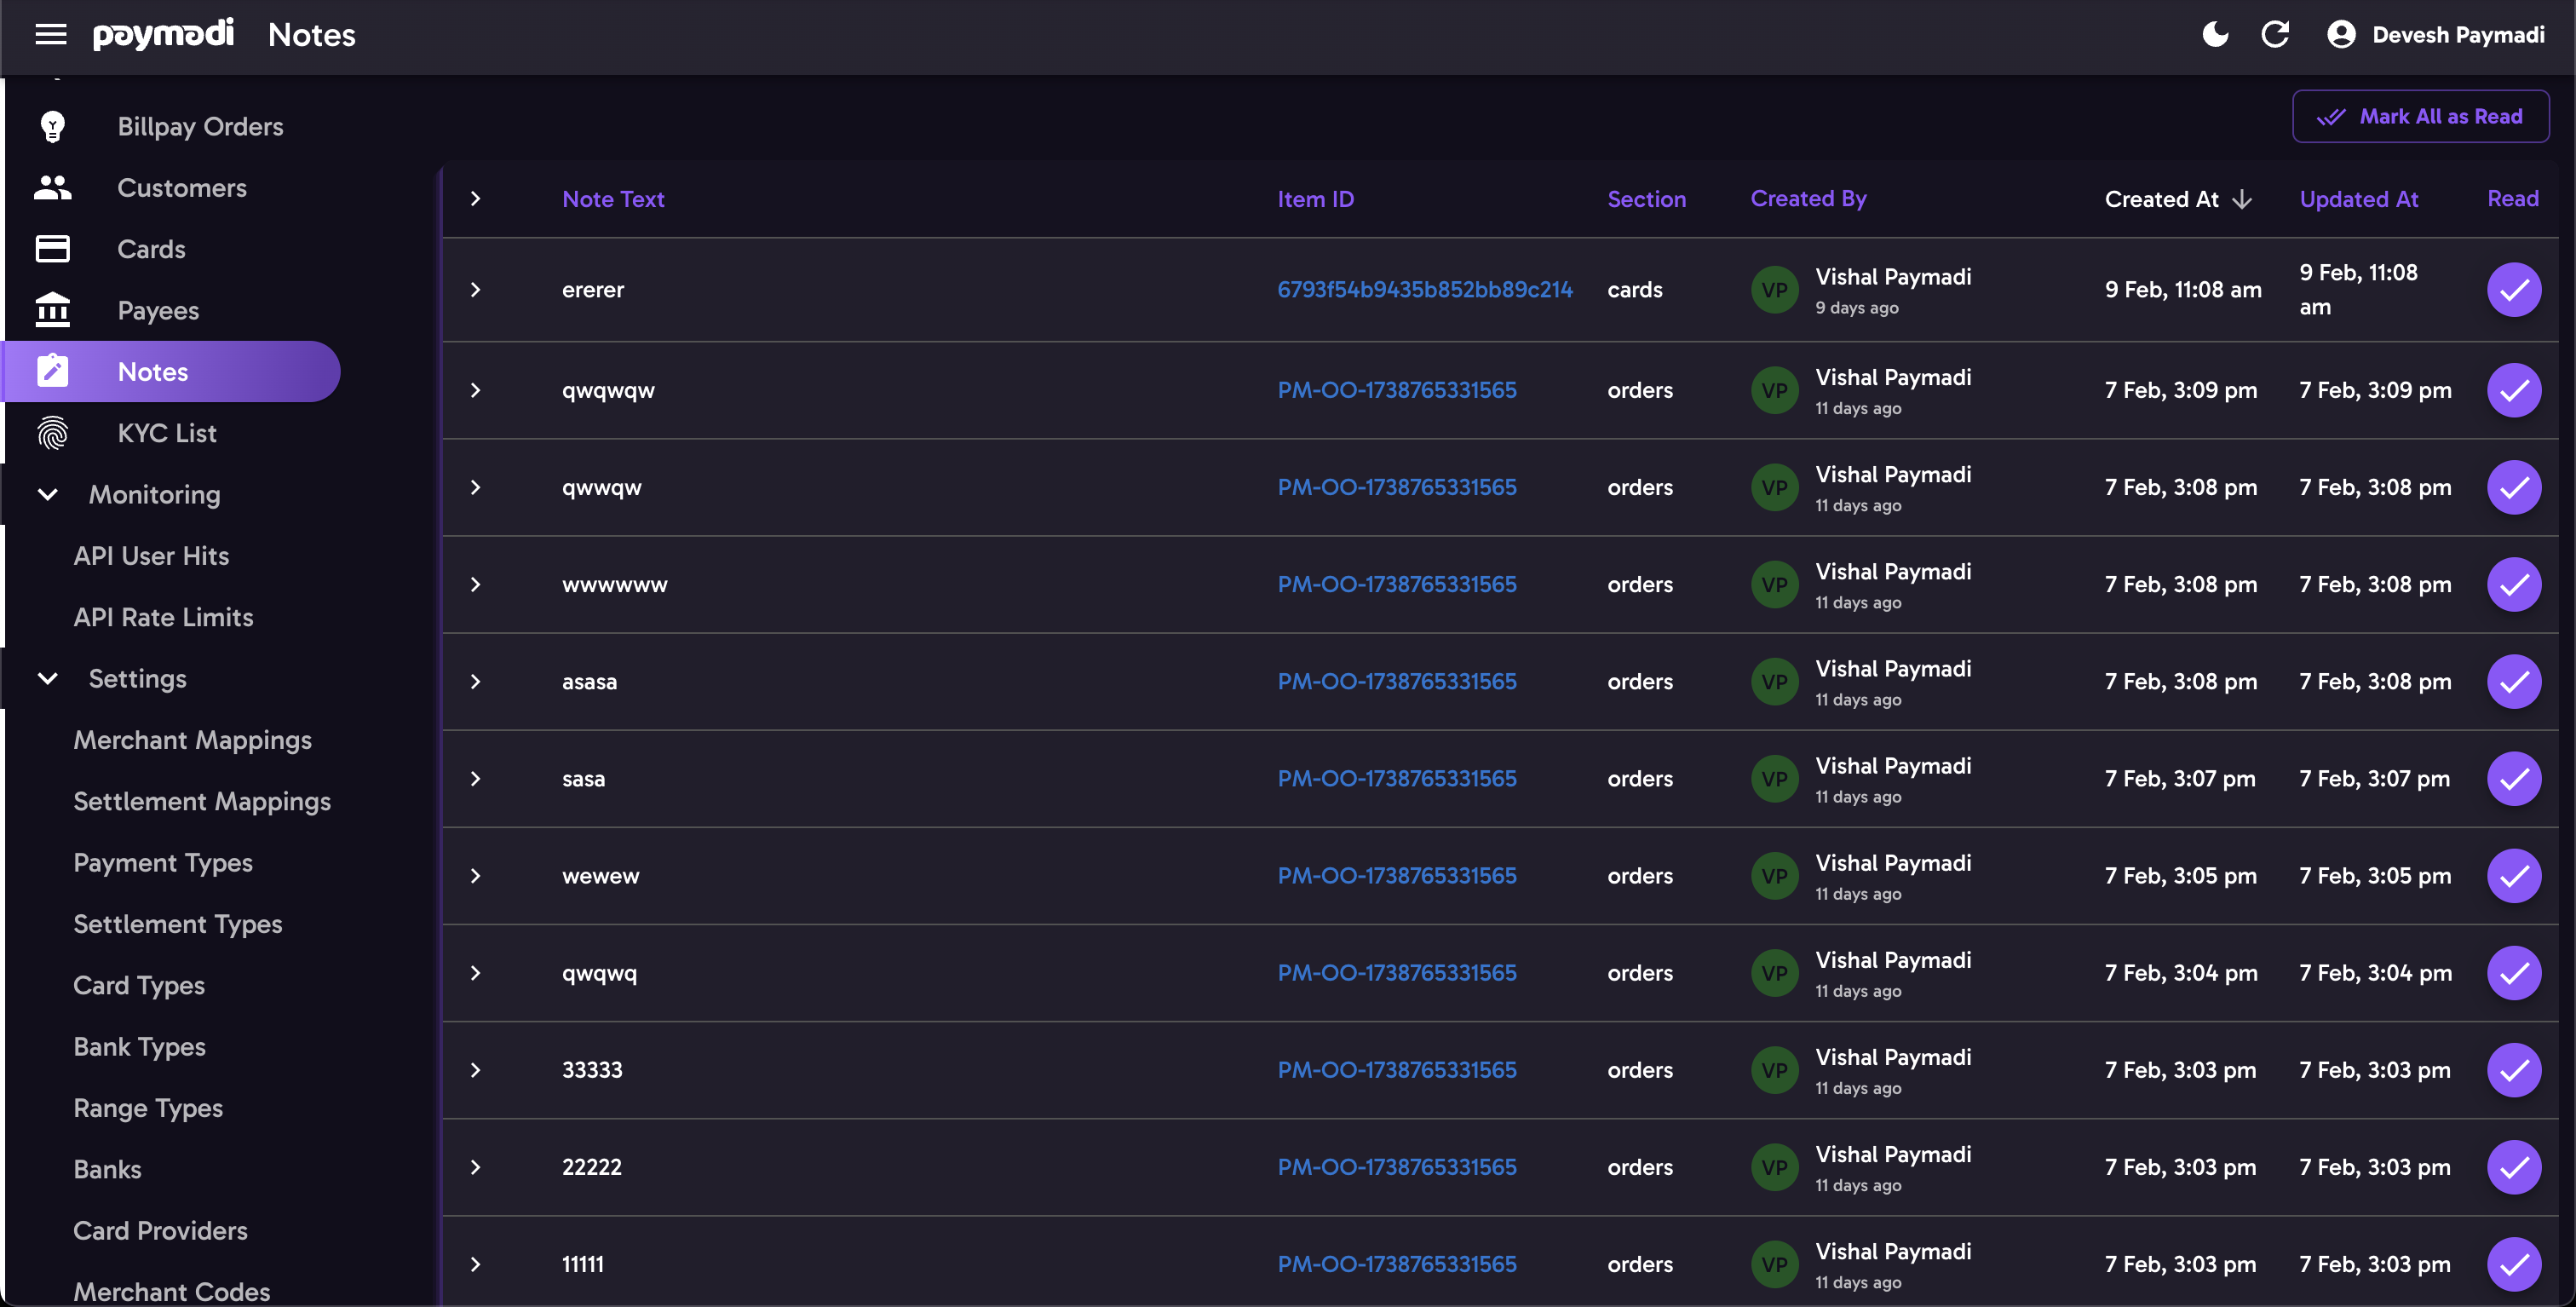 paymadi Notes Devesh Paymadi
Mark All as Read
Billpay Orders
Customers
Cards
Payees
Notes
KYC List
Monitoring
API User Hits
API Rate Limits
Settings
Merchant Mappings
Settlement Mappings
Payment Types
Settlement Types
Card Types
Bank Types
Range Types
Banks
Card Providers
Merchant Codes
Note Text Item ID Section Created By Created At Updated At Read
ererer 6793f54b9435b852bb89c214 cards VP Vishal Paymadi 9 days ago 9 Feb, 11:08 am 9 Feb, 11:08 am
qwqwqw PM-OO-1738765331565 orders VP Vishal Paymadi 11 days ago 7 Feb, 3:09 pm 7 Feb, 3:09 pm
qwwqw PM-OO-1738765331565 orders VP Vishal Paymadi 11 days ago 7 Feb, 3:08 pm 7 Feb, 3:08 pm
wwwwww PM-OO-1738765331565 orders VP Vishal Paymadi 11 days ago 7 Feb, 3:08 pm 7 Feb, 3:08 pm
asasa PM-OO-1738765331565 orders VP Vishal Paymadi 11 days ago 7 Feb, 3:08 pm 7 Feb, 3:08 pm
sasa PM-OO-1738765331565 orders VP Vishal Paymadi 11 days ago 7 Feb, 3:07 pm 7 Feb, 3:07 pm
wewew PM-OO-1738765331565 orders VP Vishal Paymadi 11 days ago 7 Feb, 3:05 pm 7 Feb, 3:05 pm
qwqwq PM-OO-1738765331565 orders VP Vishal Paymadi 11 days ago 7 Feb, 3:04 pm 7 Feb, 3:04 pm
33333 PM-OO-1738765331565 orders VP Vishal Paymadi 11 days ago 7 Feb, 3:03 pm 7 Feb, 3:03 pm
22222 PM-OO-1738765331565 orders VP Vishal Paymadi 11 days ago 7 Feb, 3:03 pm 7 Feb, 3:03 pm
11111 PM-OO-1738765331565 orders VP Vishal Paymadi 11 days ago 7 Feb, 3:03 pm 7 Feb, 3:03 pm